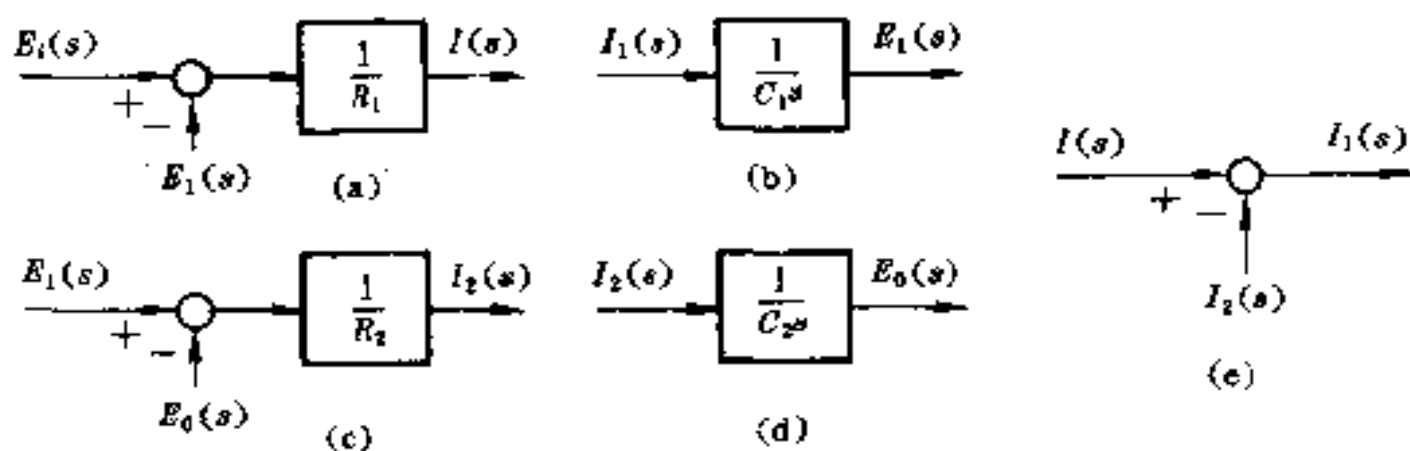 E_i(s)
+
−
E_1(s)
1/R_1
I(s)
(a)
I_1(s)
1/C_1s
E_1(s)
(b)
E_1(s)
+
−
E_0(s)
1/R_2
I_2(s)
(c)
I_2(s)
1/C_2s
E_0(s)
(d)
I(s)
+
−
I_2(s)
I_1(s)
(e)